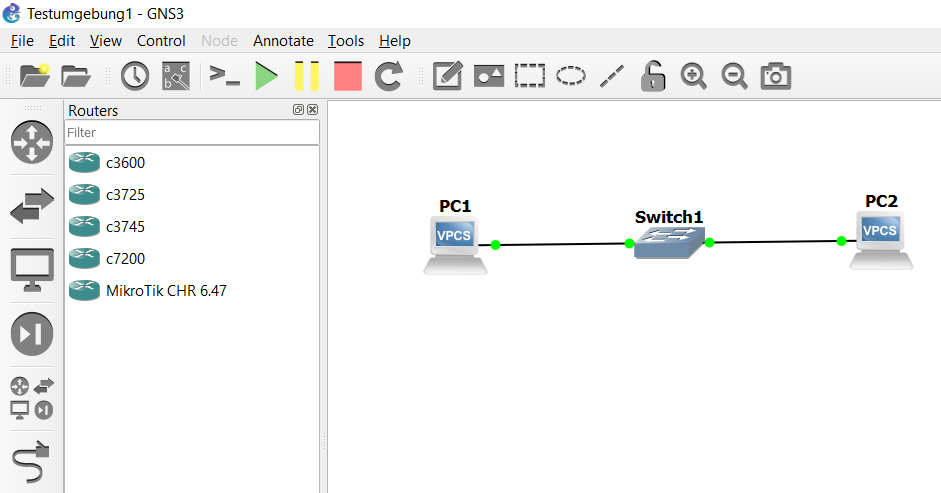 Testumgebung1 - GNS3
File Edit View Control Node Annotate Tools Help
a c
b
Routers
Filter
c3600
c3725
c3745
c7200
MikroTik CHR 6.47
PC1
VPCS
Switch1
PC2
VPCS